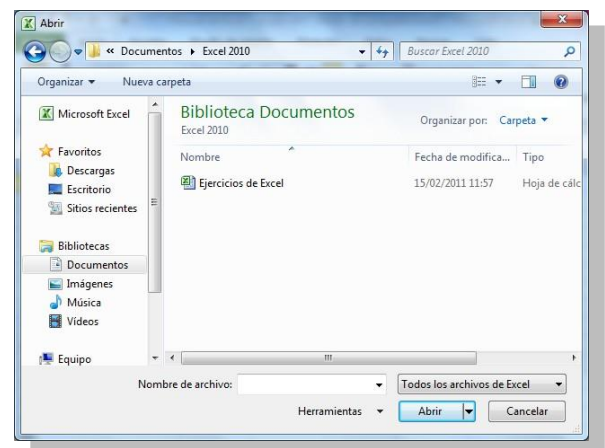 Abrir
« Documentos ▸ Excel 2010
Buscar Excel 2010
Organizar ▾ Nueva carpeta
Microsoft Excel
Favoritos
Descargas
Escritorio
Sitios recientes
Bibliotecas
Documentos
Imágenes
Música
Vídeos
Equipo
Biblioteca Documentos
Excel 2010
Organizar por: Carpeta ▾
Nombre Fecha de modifica... Tipo
Ejercicios de Excel 15/02/2011 11:57 Hoja de cálc
Nombre de archivo: Todos los archivos de Excel
Herramientas ▾ Abrir Cancelar